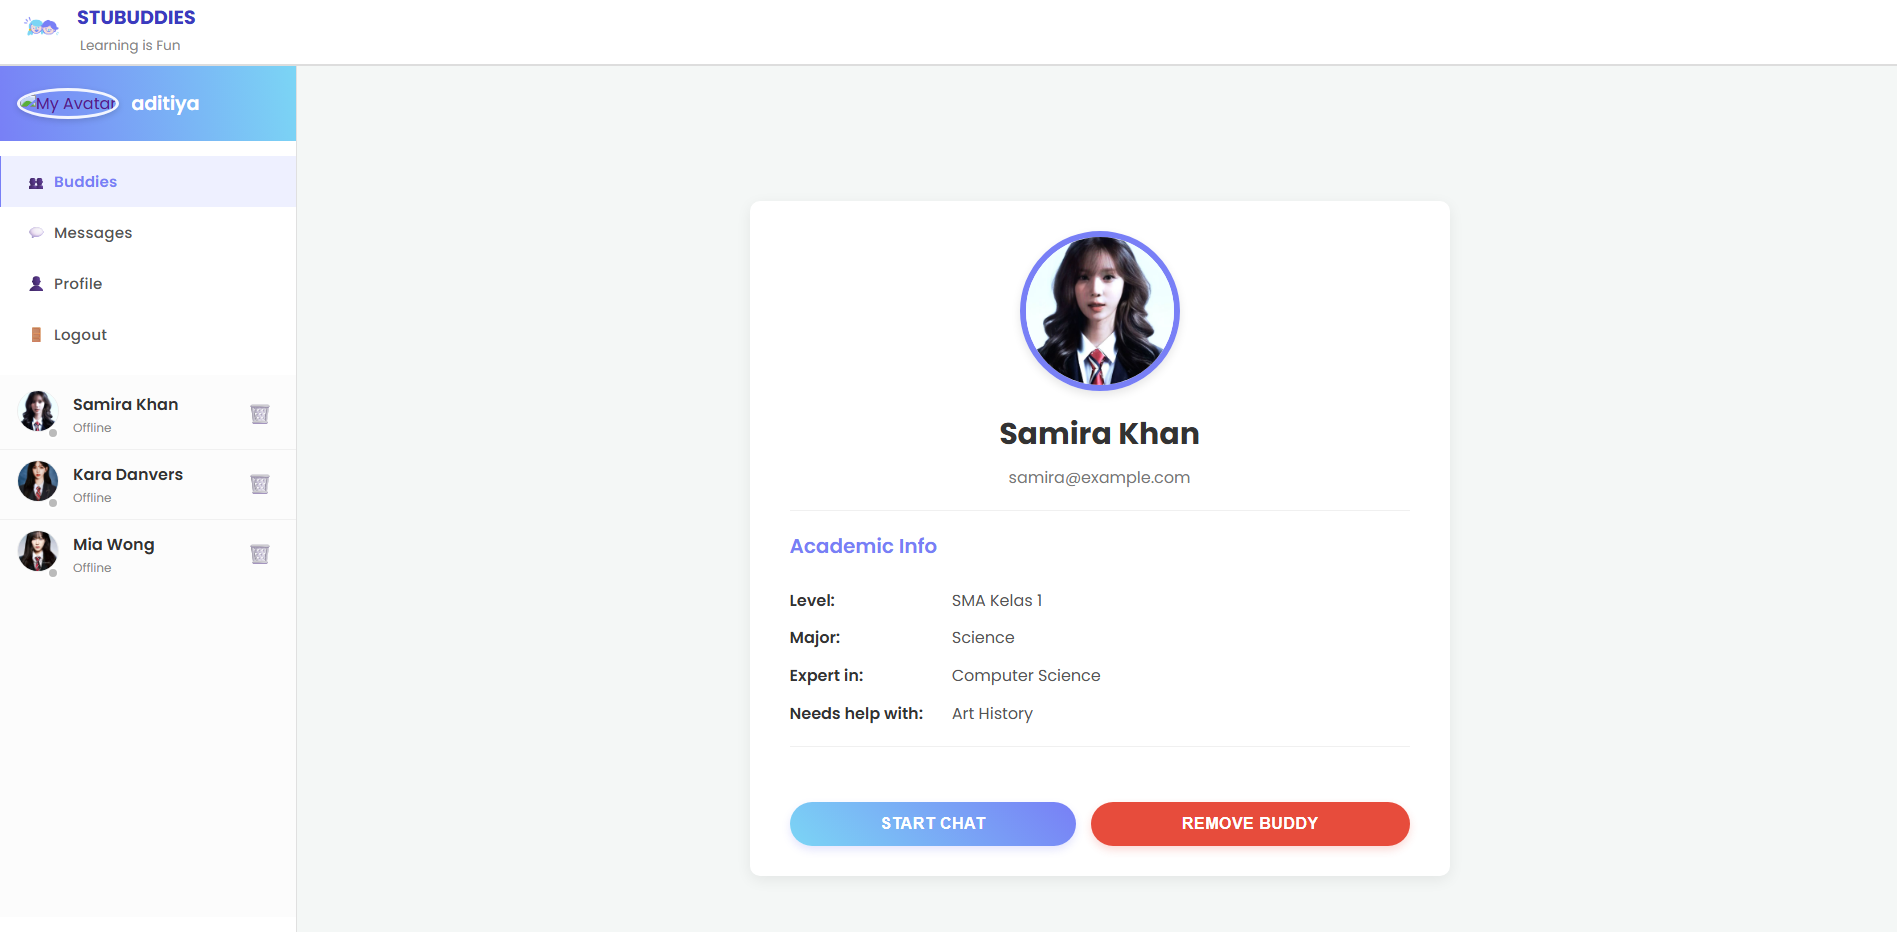 STUBUDDIES
Learning is Fun
My Avatar
aditiya
Buddies
Messages
Profile
Logout
Samira Khan
Offline
Kara Danvers
Offline
Mia Wong
Offline
Samira Khan
samira@example.com
Academic Info
Level: SMA Kelas 1
Major: Science
Expert in: Computer Science
Needs help with: Art History
START CHAT
REMOVE BUDDY